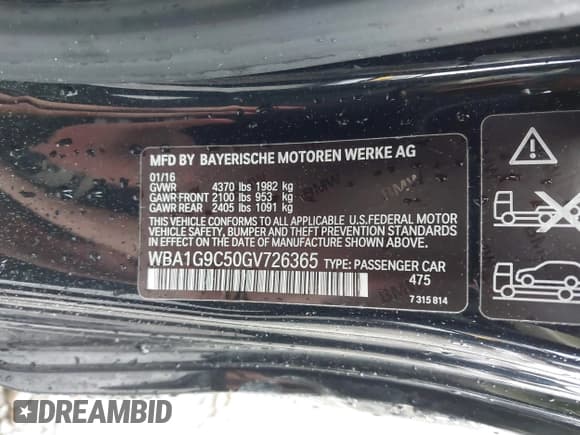 MFD BY BAYERISCHE MOTOREN WERKE AG
01/16
GVWR 4370 lbs 1982 kg
GAWR FRONT 2100 lbs 953 kg
GAWR REAR 2405 lbs 1091 kg
THIS VEHICLE CONFORMS TO ALL APPLICABLE U.S.FEDERAL MOTOR
VEHICLE SAFETY, BUMPER AND THEFT PREVENTION STANDARDS
IN EFFECT ON THE DATE OF MANUFACTURE SHOWN ABOVE.
WBA1G9C50GV726365 TYPE: PASSENGER CAR
475
7 315 814
DREAMBID